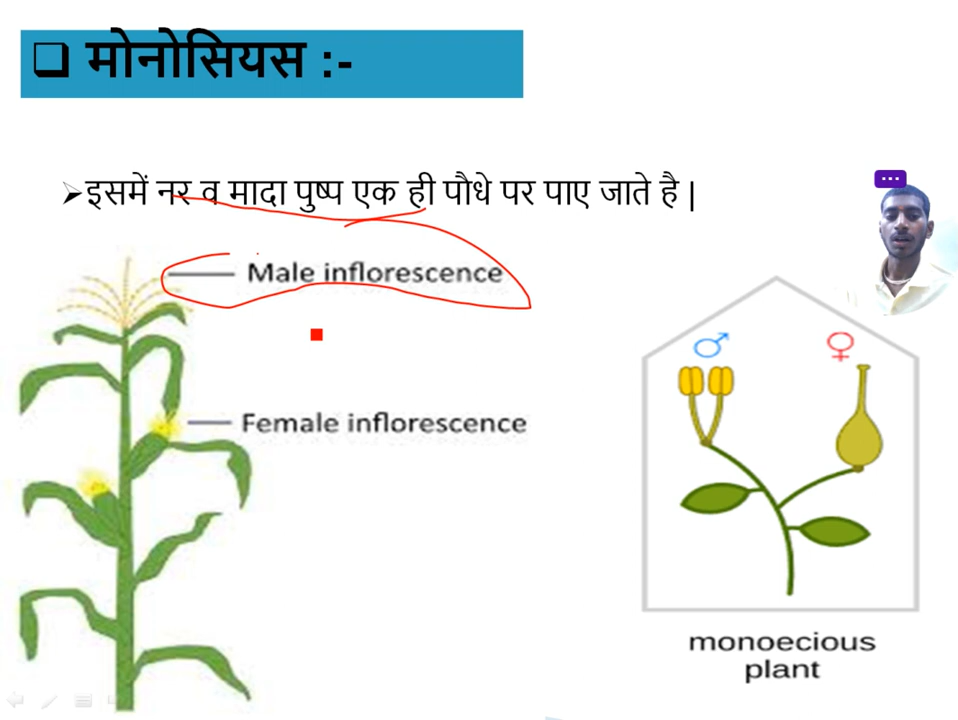 मोनोसियस :-
इसमें नर व मादा पुष्प एक ही पौधे पर पाए जाते है |
Male inflorescence
Female inflorescence
monoecious
plant